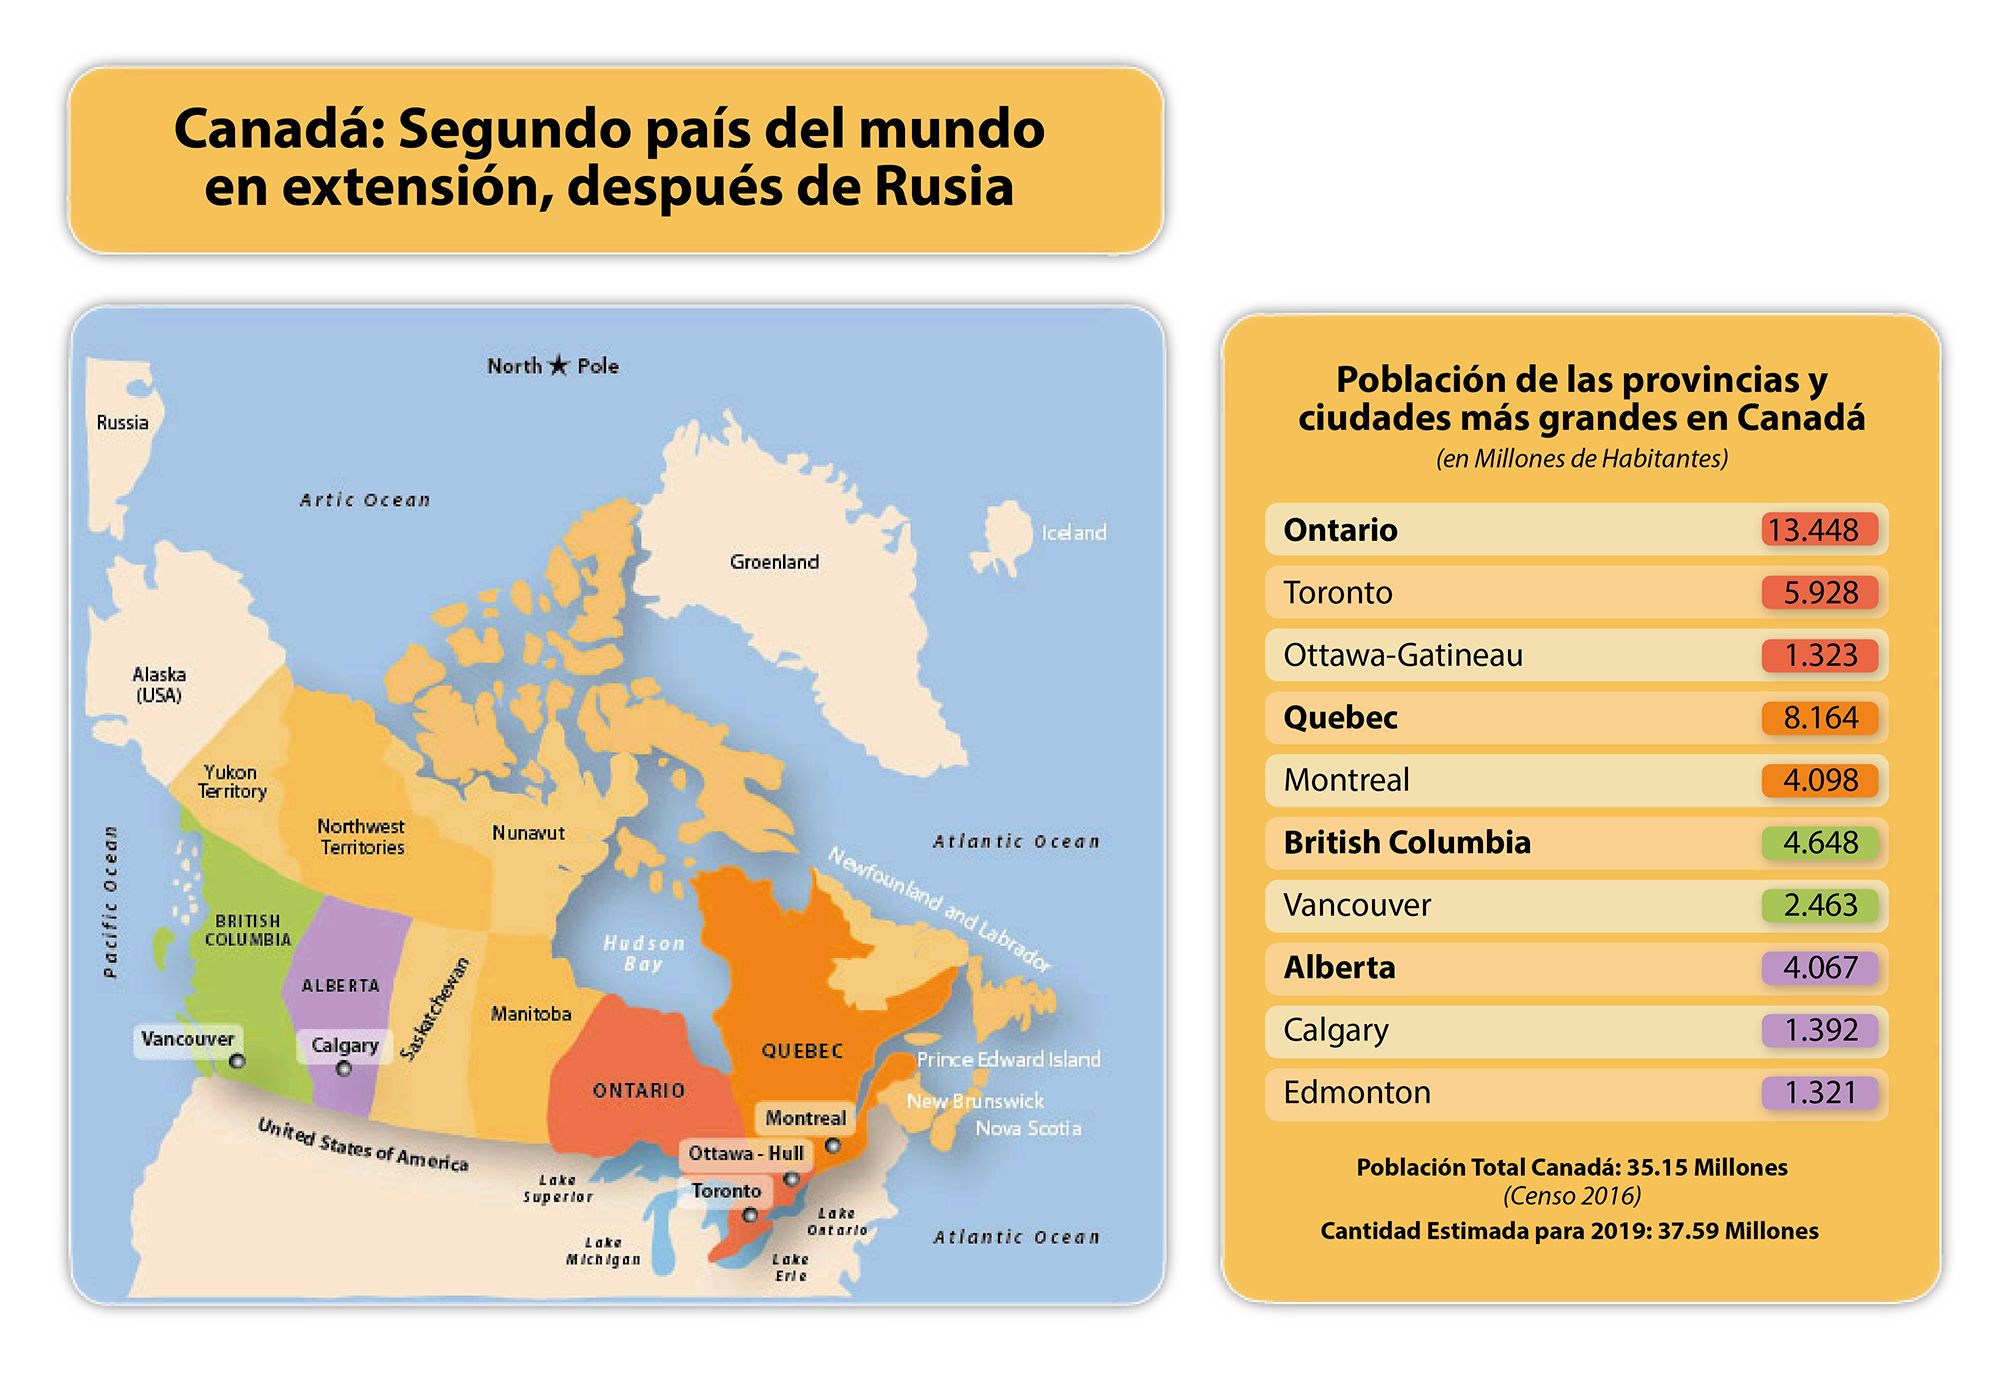 Canadá: Segundo país del mundo
en extensión, después de Rusia
North ★ Pole
Russia
Artic Ocean
Iceland
Groenland
Alaska
(USA)
Yukon
Territory
Northwest
Territories
Nunavut
Atlantic Ocean
Pacific Ocean
Newfounland and Labrador
BRITISH
COLUMBIA
Hudson
Bay
ALBERTA
Saskatchewan
Manitoba
Vancouver
Calgary
QUEBEC
Prince Edward Island
ONTARIO
New Brunswick
Montreal
Nova Scotia
United States of America
Ottawa - Hull
Lake
Superior
Toronto
Lake
Ontario
Lake
Michigan
Atlantic Ocean
Lake
Erie
Población de las provincias y
ciudades más grandes en Canadá
(en Millones de Habitantes)
Ontario 13.448
Toronto 5.928
Ottawa-Gatineau 1.323
Quebec 8.164
Montreal 4.098
British Columbia 4.648
Vancouver 2.463
Alberta 4.067
Calgary 1.392
Edmonton 1.321
Población Total Canadá: 35.15 Millones
(Censo 2016)
Cantidad Estimada para 2019: 37.59 Millones